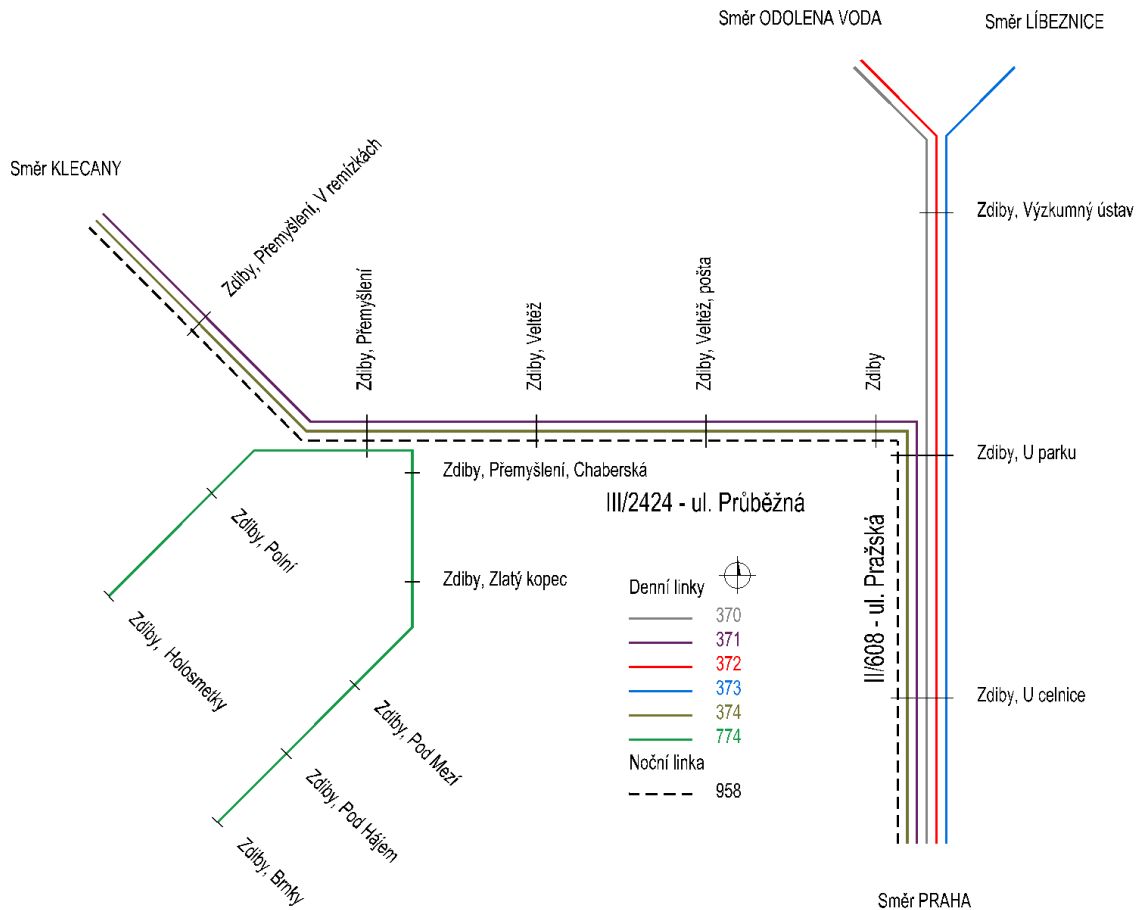 Směr ODOLENA VODA
Směr LÍBEZNICE
Směr KLECANY
Zdiby, Přemyšlení, V remízkách
Zdiby, Výzkumný ústav
Zdiby, Přemyšlení
Zdiby, Veltěž
Zdiby, Veltěž, pošta
Zdiby
Zdiby, U parku
Zdiby, Přemyšlení, Chaberská
III/2424 - ul. Průběžná
Zdiby, Polní
Zdiby, Zlatý kopec
Zdiby, Holosmetky
Denní linky
370
371
372
373
374
774
Noční linka
958
II/608 - ul. Pražská
Zdiby, U celnice
Zdiby, Pod Mezí
Zdiby, Pod Hájem
Zdiby, Brnky
Směr PRAHA